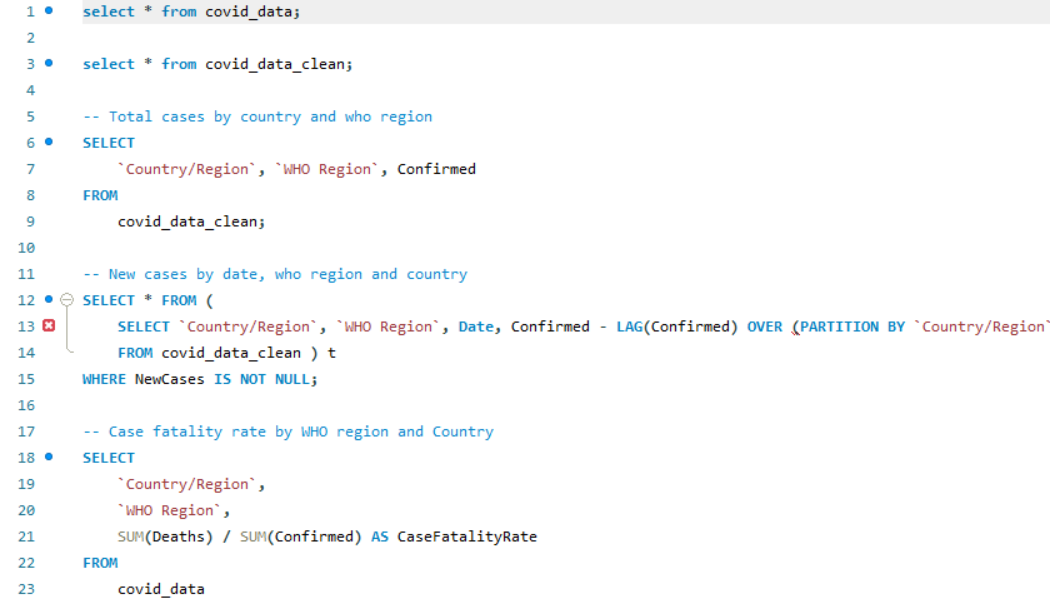 1 select * from covid_data;
2
3 select * from covid_data_clean;
4
5 -- Total cases by country and who region
6 SELECT
7 `Country/Region`, `WHO Region`, Confirmed
8 FROM
9 covid_data_clean;
10
11 -- New cases by date, who region and country
12 SELECT * FROM (
13 SELECT `Country/Region`, `WHO Region`, Date, Confirmed - LAG(Confirmed) OVER (PARTITION BY `Country/Region`
14 FROM covid_data_clean ) t
15 WHERE NewCases IS NOT NULL;
16
17 -- Case fatality rate by WHO region and Country
18 SELECT
19 `Country/Region`,
20 `WHO Region`,
21 SUM(Deaths) / SUM(Confirmed) AS CaseFatalityRate
22 FROM
23 covid_data